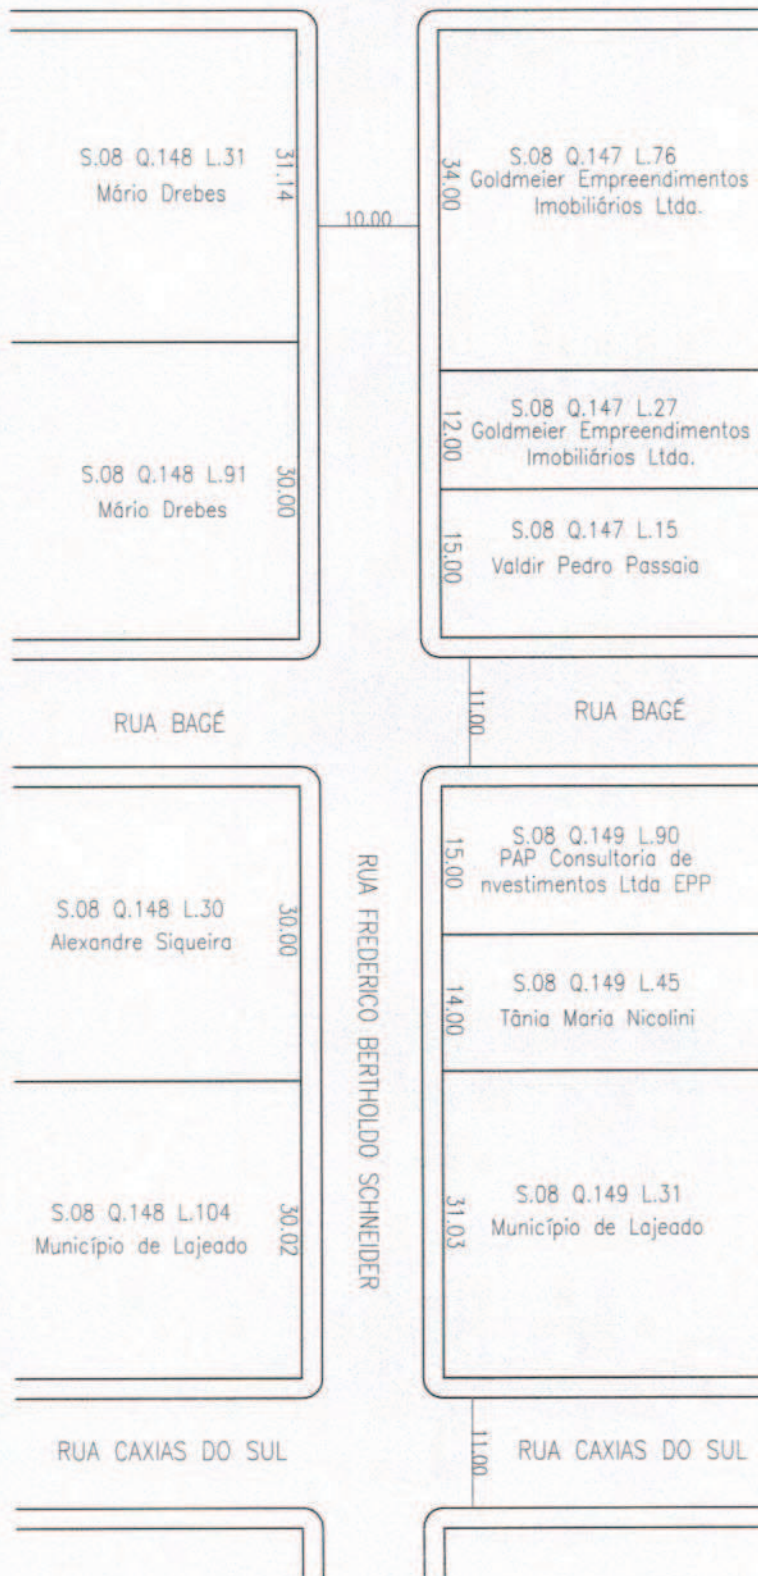 S.08 Q.148 L.31
Mário Drebes
31.14
10.00
34.00
S.08 Q.147 L.76
Goldmeier Empreendimentos
Imobiliários Ltda.
S.08 Q.148 L.91
Mário Drebes
30.00
12.00
S.08 Q.147 L.27
Goldmeier Empreendimentos
Imobiliários Ltda.
15.00
S.08 Q.147 L.15
Valdir Pedro Passaia
RUA BAGÉ
11.00
RUA BAGÉ
S.08 Q.148 L.30
Alexandre Siqueira
30.00
RUA FREDERICO BERTHOLDO SCHNEIDER
15.00
S.08 Q.149 L.90
PAP Consultoria de
nvestimentos Ltda EPP
14.00
S.08 Q.149 L.45
Tânia Maria Nicolini
S.08 Q.148 L.104
Município de Lajeado
30.02
31.03
S.08 Q.149 L.31
Município de Lajeado
RUA CAXIAS DO SUL
11.00
RUA CAXIAS DO SUL